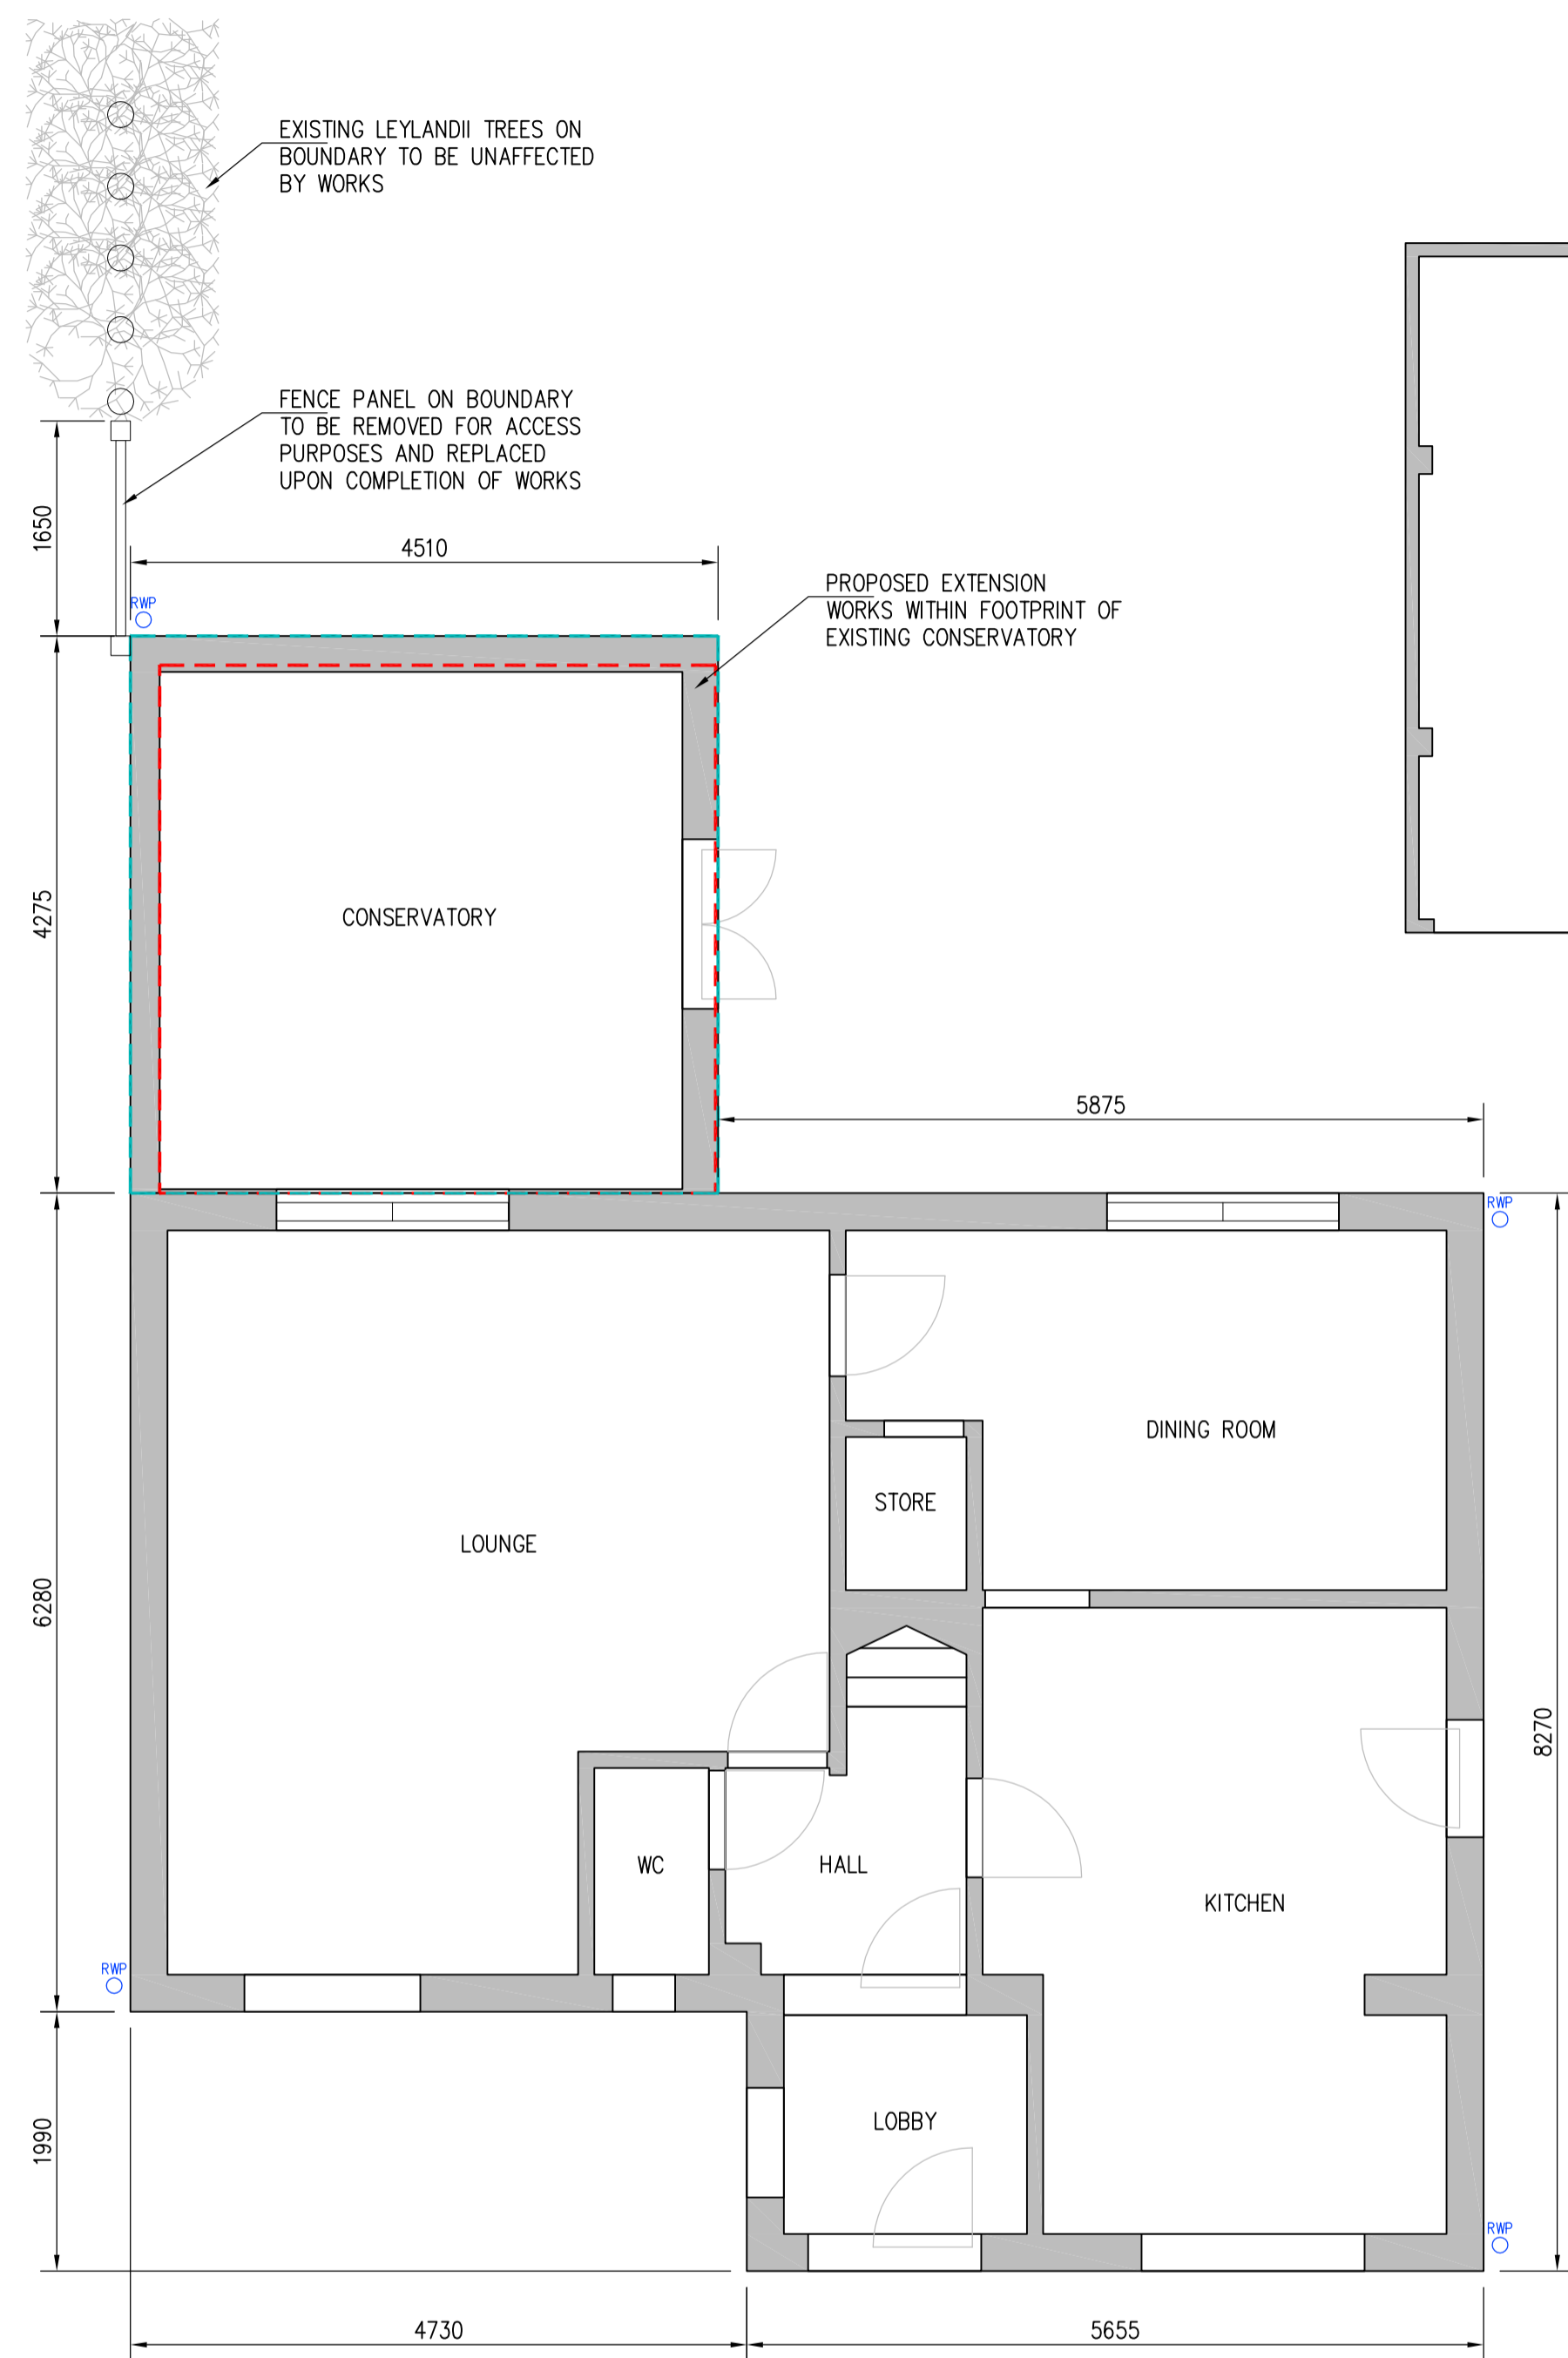 EXISTING LEYLANDII TREES ON
BOUNDARY TO BE UNAFFECTED
BY WORKS
FENCE PANEL ON BOUNDARY
TO BE REMOVED FOR ACCESS
PURPOSES AND REPLACED
UPON COMPLETION OF WORKS
1650
4510
PROPOSED EXTENSION
WORKS WITHIN FOOTPRINT OF
EXISTING CONSERVATORY
RWP
4275
CONSERVATORY
5875
RWP
DINING ROOM
STORE
LOUNGE
6280
8270
WC
HALL
KITCHEN
RWP
LOBBY
1990
RWP
4730
5655